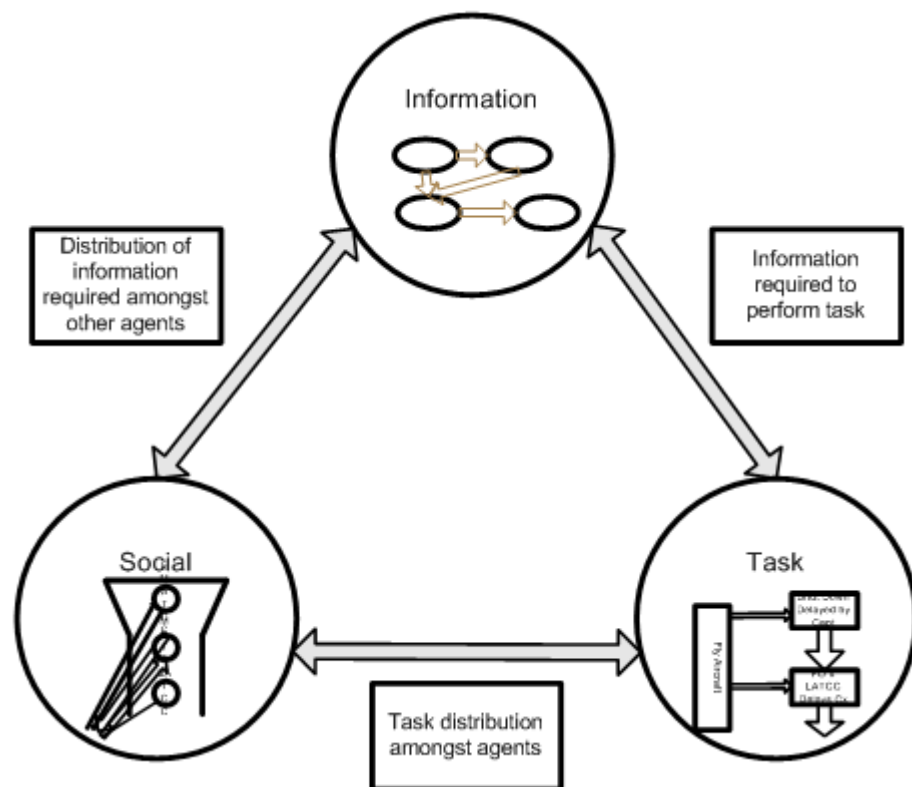 Information
Distribution of
information
required amongst
other agents
Information
required to
perform task
Social
Task
Delayed by
Fly Aircraft
LATCC
Task distribution
amongst agents